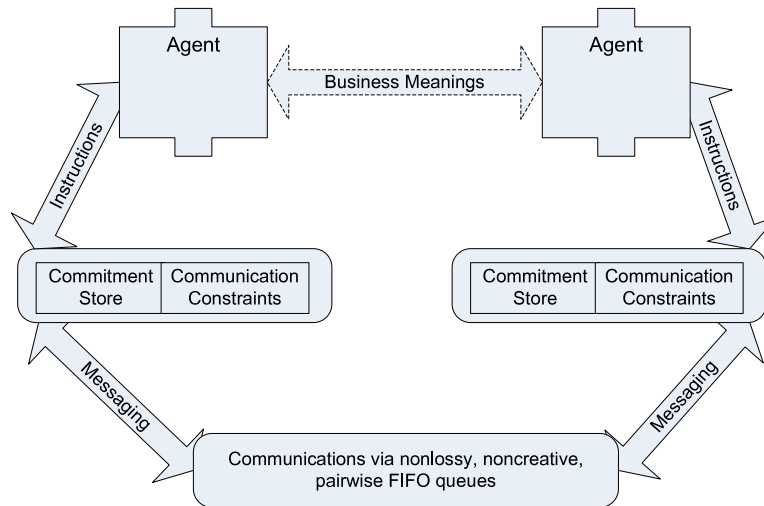 Agent
Agent
Business Meanings
Instructions
Instructions
Commitment
Store
Communication
Constraints
Commitment
Store
Communication
Constraints
Messaging
Messaging
Communications via nonlossy, noncreative,
pairwise FIFO queues